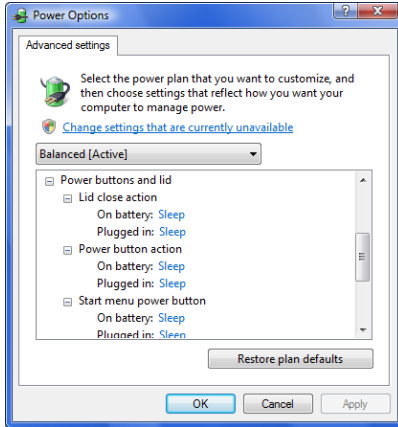 Power Options
Advanced settings
Select the power plan that you want to customize, and
then choose settings that reflect how you want your
computer to manage power.
Change settings that are currently unavailable
Balanced [Active]
Power buttons and lid
Lid close action
On battery: Sleep
Plugged in: Sleep
Power button action
On battery: Sleep
Plugged in: Sleep
Start menu power button
On battery: Sleep
Plugged in: Sleep
Restore plan defaults
OK Cancel Apply